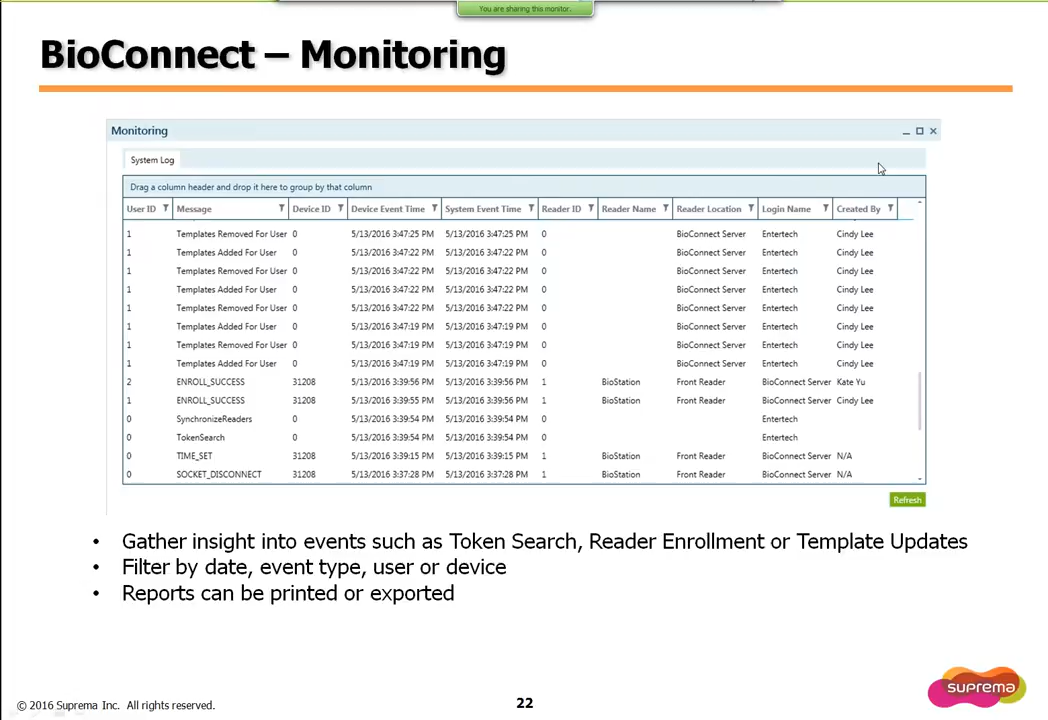 You are sharing this monitor.
BioConnect – Monitoring
Monitoring
System Log
Drag a column header and drop it here to group by that column
User ID Message Device ID Device Event Time System Event Time Reader ID Reader Name Reader Location Login Name Created By
1 Templates Removed For User 0 5/13/2016 3:47:25 PM 5/13/2016 3:47:25 PM 0 BioConnect Server Entertech Cindy Lee
1 Templates Added For User 0 5/13/2016 3:47:22 PM 5/13/2016 3:47:22 PM 0 BioConnect Server Entertech Cindy Lee
1 Templates Removed For User 0 5/13/2016 3:47:22 PM 5/13/2016 3:47:22 PM 0 BioConnect Server Entertech Cindy Lee
1 Templates Added For User 0 5/13/2016 3:47:22 PM 5/13/2016 3:47:22 PM 0 BioConnect Server Entertech Cindy Lee
1 Templates Removed For User 0 5/13/2016 3:47:22 PM 5/13/2016 3:47:22 PM 0 BioConnect Server Entertech Cindy Lee
1 Templates Added For User 0 5/13/2016 3:47:19 PM 5/13/2016 3:47:19 PM 0 BioConnect Server Entertech Cindy Lee
1 Templates Removed For User 0 5/13/2016 3:47:19 PM 5/13/2016 3:47:19 PM 0 BioConnect Server Entertech Cindy Lee
1 Templates Added For User 0 5/13/2016 3:47:19 PM 5/13/2016 3:47:19 PM 0 BioConnect Server Entertech Cindy Lee
2 ENROLL_SUCCESS 31208 5/13/2016 3:39:56 PM 5/13/2016 3:39:56 PM 1 BioStation Front Reader BioConnect Server Kate Yu
1 ENROLL_SUCCESS 31208 5/13/2016 3:39:55 PM 5/13/2016 3:39:56 PM 1 BioStation Front Reader BioConnect Server Cindy Lee
0 SynchronizeReaders 0 5/13/2016 3:39:54 PM 5/13/2016 3:39:54 PM 0 Entertech
0 TokenSearch 0 5/13/2016 3:39:54 PM 5/13/2016 3:39:54 PM 0 Entertech
0 TIME_SET 31208 5/13/2016 3:39:15 PM 5/13/2016 3:39:15 PM 1 BioStation Front Reader BioConnect Server N/A
0 SOCKET_DISCONNECT 31208 5/13/2016 3:37:28 PM 5/13/2016 3:37:28 PM 1 BioStation Front Reader BioConnect Server N/A
Refresh
• Gather insight into events such as Token Search, Reader Enrollment or Template Updates
• Filter by date, event type, user or device
• Reports can be printed or exported
suprema
© 2016 Suprema Inc. All rights reserved.
22